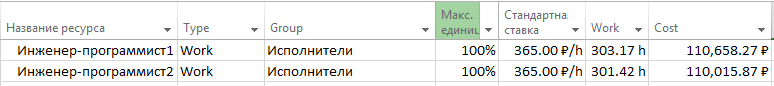 Название ресурса Type Group Макс. единиц Стандартна ставка Work Cost
Инженер-программист1 Work Исполнители 100% 365.00 ₽/h 303.17 h 110,658.27 ₽
Инженер-программист2 Work Исполнители 100% 365.00 ₽/h 301.42 h 110,015.87 ₽